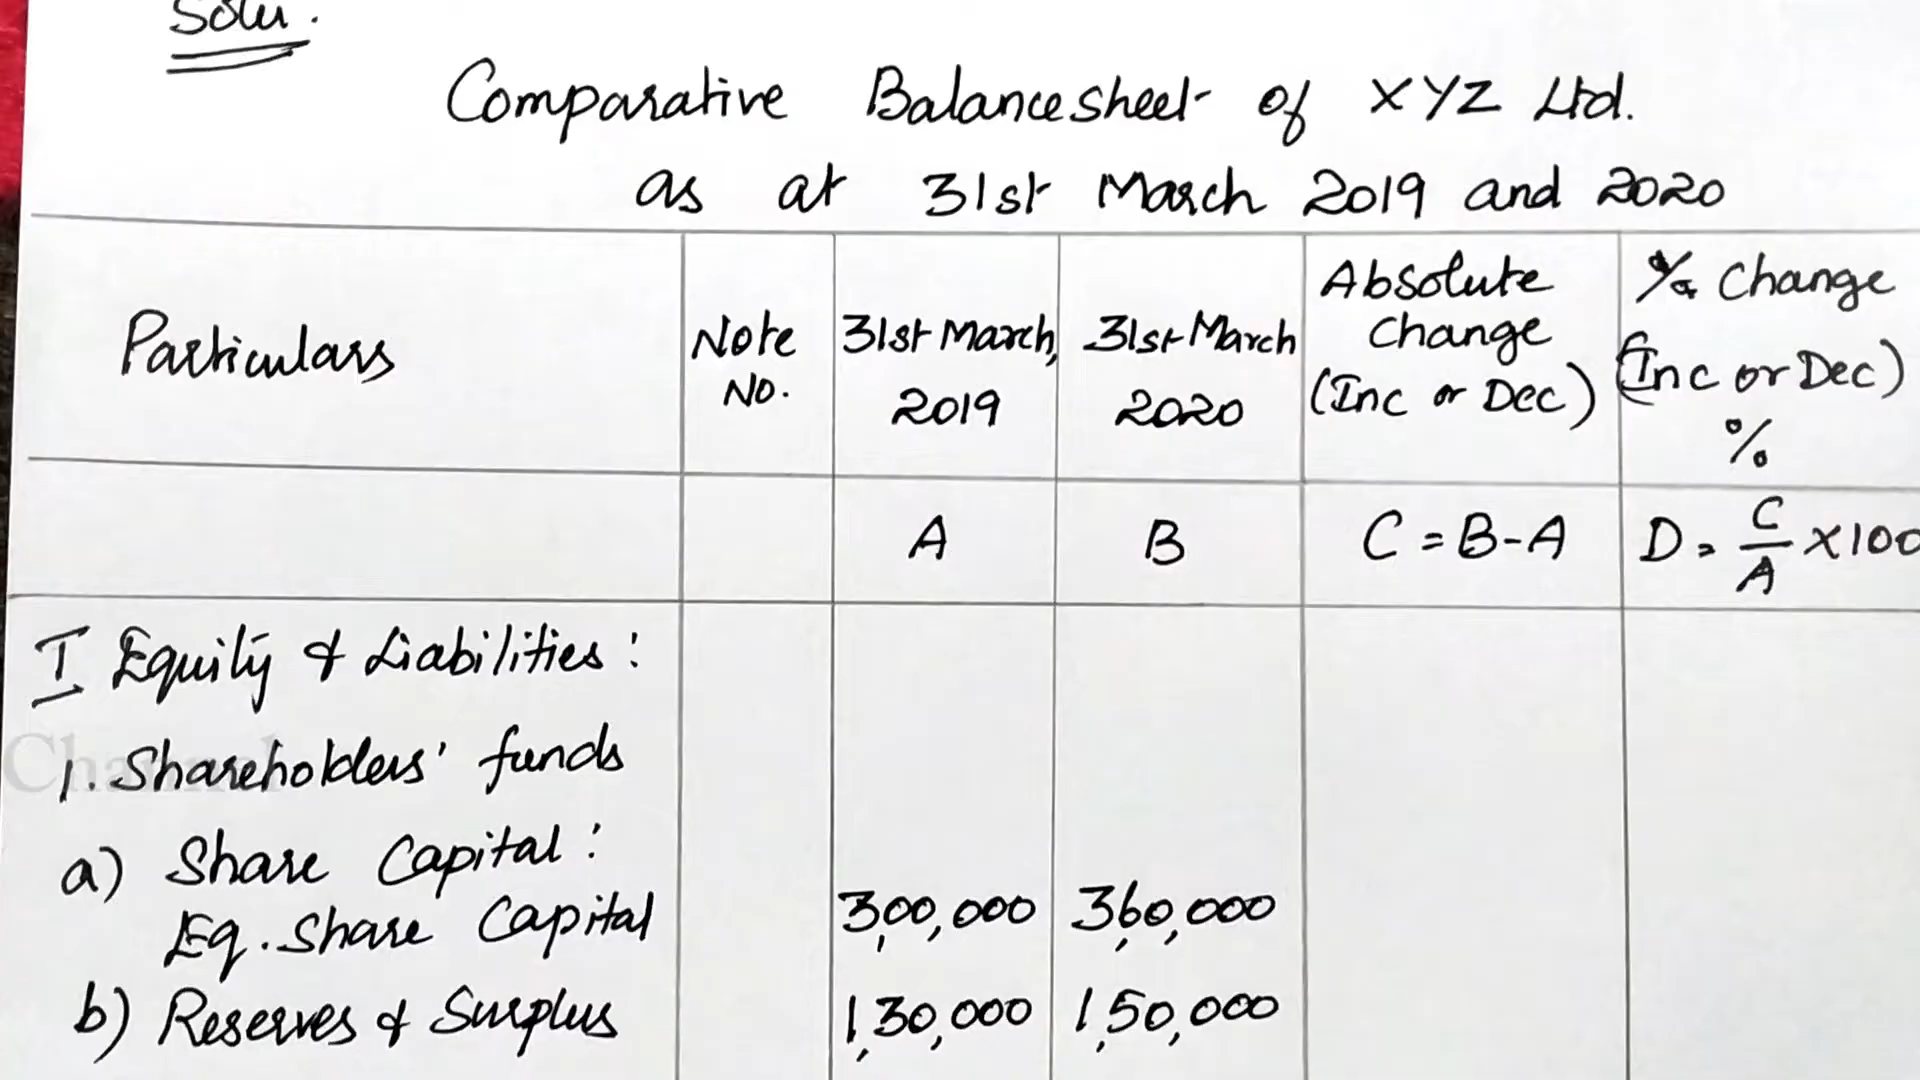 Solu.
Comparative Balancesheet of XYZ Ltd.
as at 31st March 2019 and 2020
Particulars
Note No.
31st March, 2019
31st March 2020
Absolute Change (Inc or Dec)
% Change (Inc or Dec) %
A
B
C = B-A
D = C/A X100
I Equity & Liabilities:
1. Shareholders' funds
a) Share Capital:
Eq. Share Capital 3,00,000 3,60,000
b) Reserves & Surplus 1,30,000 1,50,000
Channel